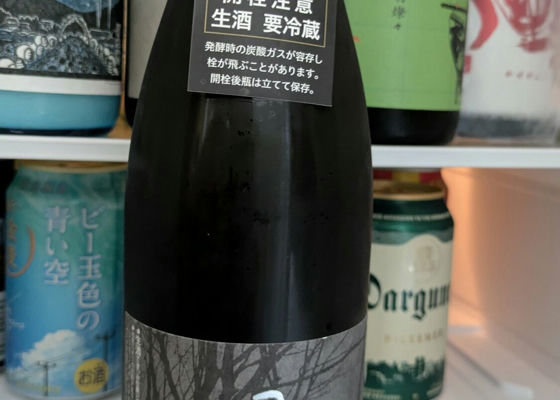 開栓注意
生酒 要冷蔵
発酵時の炭酸ガスが容存し
栓が飛ぶことがあります。
開栓後瓶は立てて保存。
ビー玉色の
青い空
お酒
Dargun
PILSENER